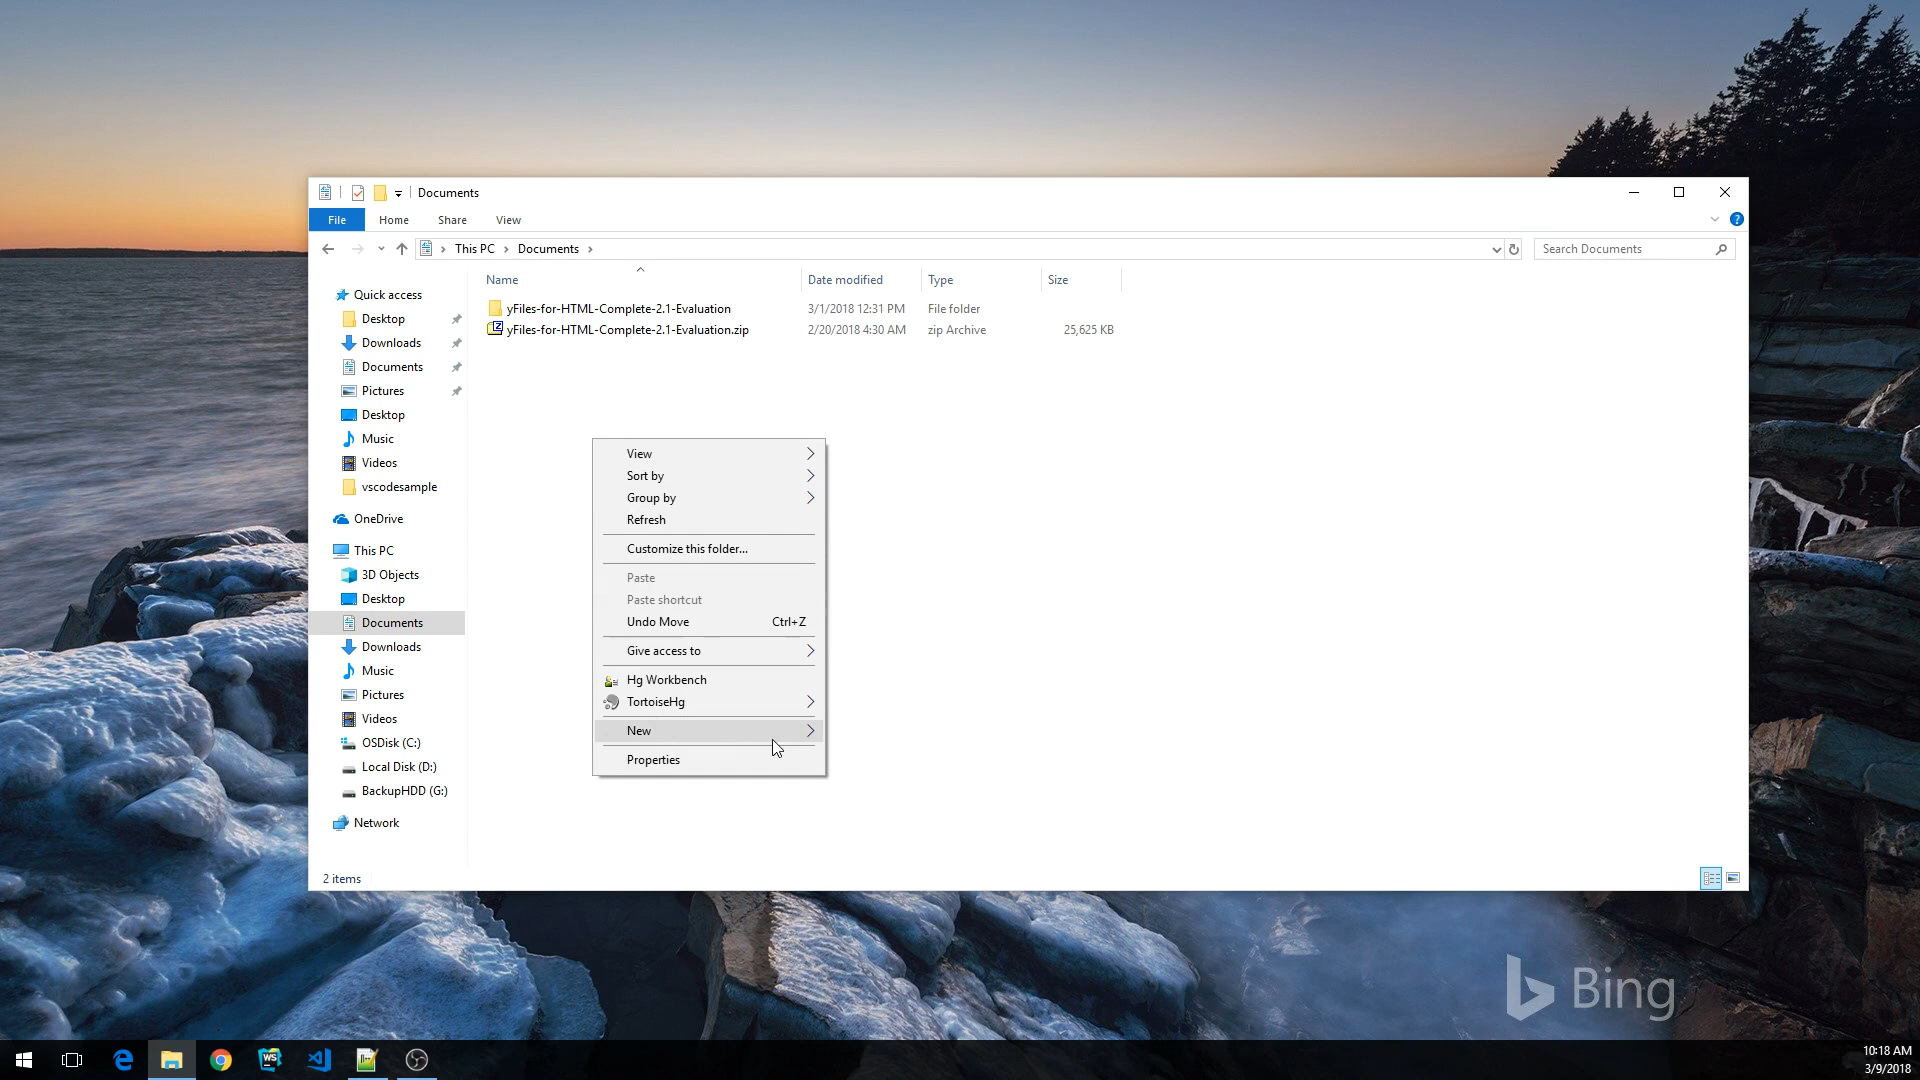 Documents
File Home Share View
This PC Documents
Search Documents
Name Date modified Type Size
yFiles-for-HTML-Complete-2.1-Evaluation 3/1/2018 12:31 PM File folder
yFiles-for-HTML-Complete-2.1-Evaluation.zip 2/20/2018 4:30 AM zip Archive 25,625 KB
Quick access
Desktop
Downloads
Documents
Pictures
Desktop
Music
Videos
vscodesample
OneDrive
This PC
3D Objects
Desktop
Documents
Downloads
Music
Pictures
Videos
OSDisk (C:)
Local Disk (D:)
BackupHDD (G:)
Network
View
Sort by
Group by
Refresh
Customize this folder...
Paste
Paste shortcut
Undo Move Ctrl+Z
Give access to
Hg Workbench
TortoiseHg
New
Properties
2 items
Bing
WS
10:18 AM
3/9/2018